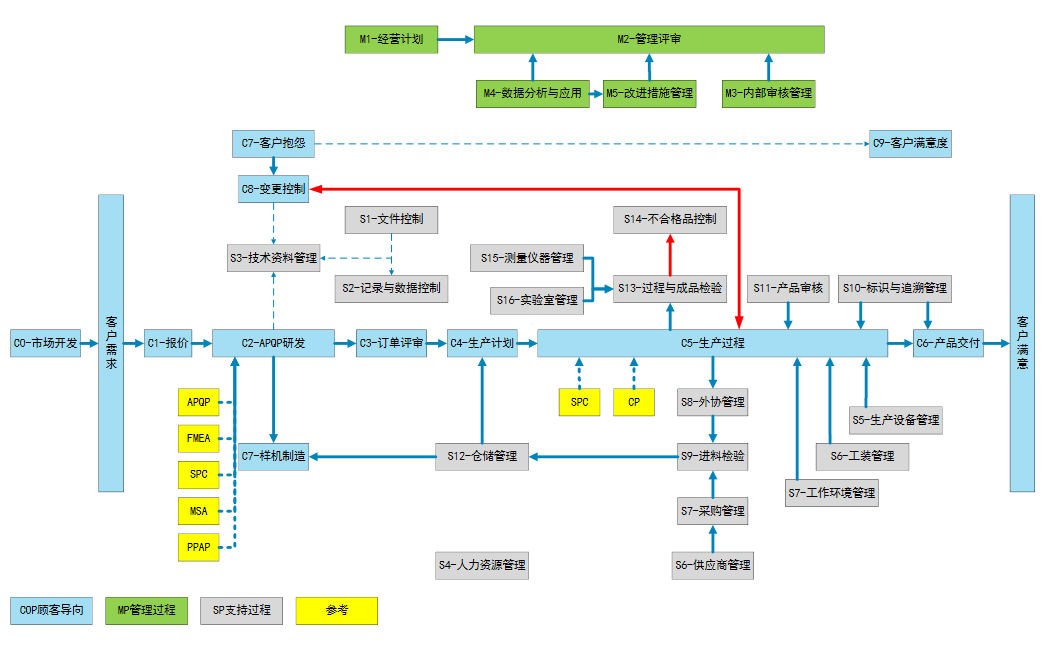 M1-经营计划
M2-管理评审
M4-数据分析与应用
M5-改进措施管理
M3-内部审核管理
C7-客户抱怨
C9-客户满意度
C8-变更控制
S1-文件控制
S14-不合格品控制
S3-技术资料管理
S15-测量仪器管理
S2-记录与数据控制
S16-实验室管理
S13-过程与成品检验
S11-产品审核
S10-标识与追溯管理
C0-市场开发
客户需求
C1-报价
C2-APQP研发
C3-订单评审
C4-生产计划
C5-生产过程
C6-产品交付
客户满意
APQP
SPC
CP
S8-外协管理
S5-生产设备管理
FMEA
C7-样机制造
S12-仓储管理
S9-进料检验
S6-工装管理
SPC
S7-工作环境管理
MSA
S7-采购管理
PPAP
S4-人力资源管理
S6-供应商管理
COP顾客导向
MP管理过程
SP支持过程
参考